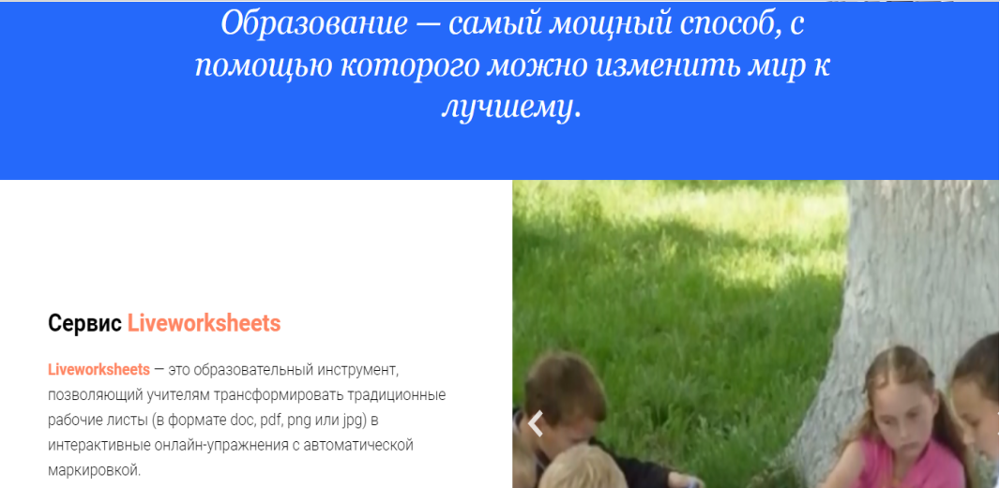 Образование — самый мощный способ, с
помощью которого можно изменить мир к
лучшему.
Сервис Liveworksheets
Liveworksheets — это образовательный инструмент,
позволяющий учителям трансформировать традиционные
рабочие листы (в формате doc, pdf, png или jpg) в
интерактивные онлайн-упражнения с автоматической
маркировкой.